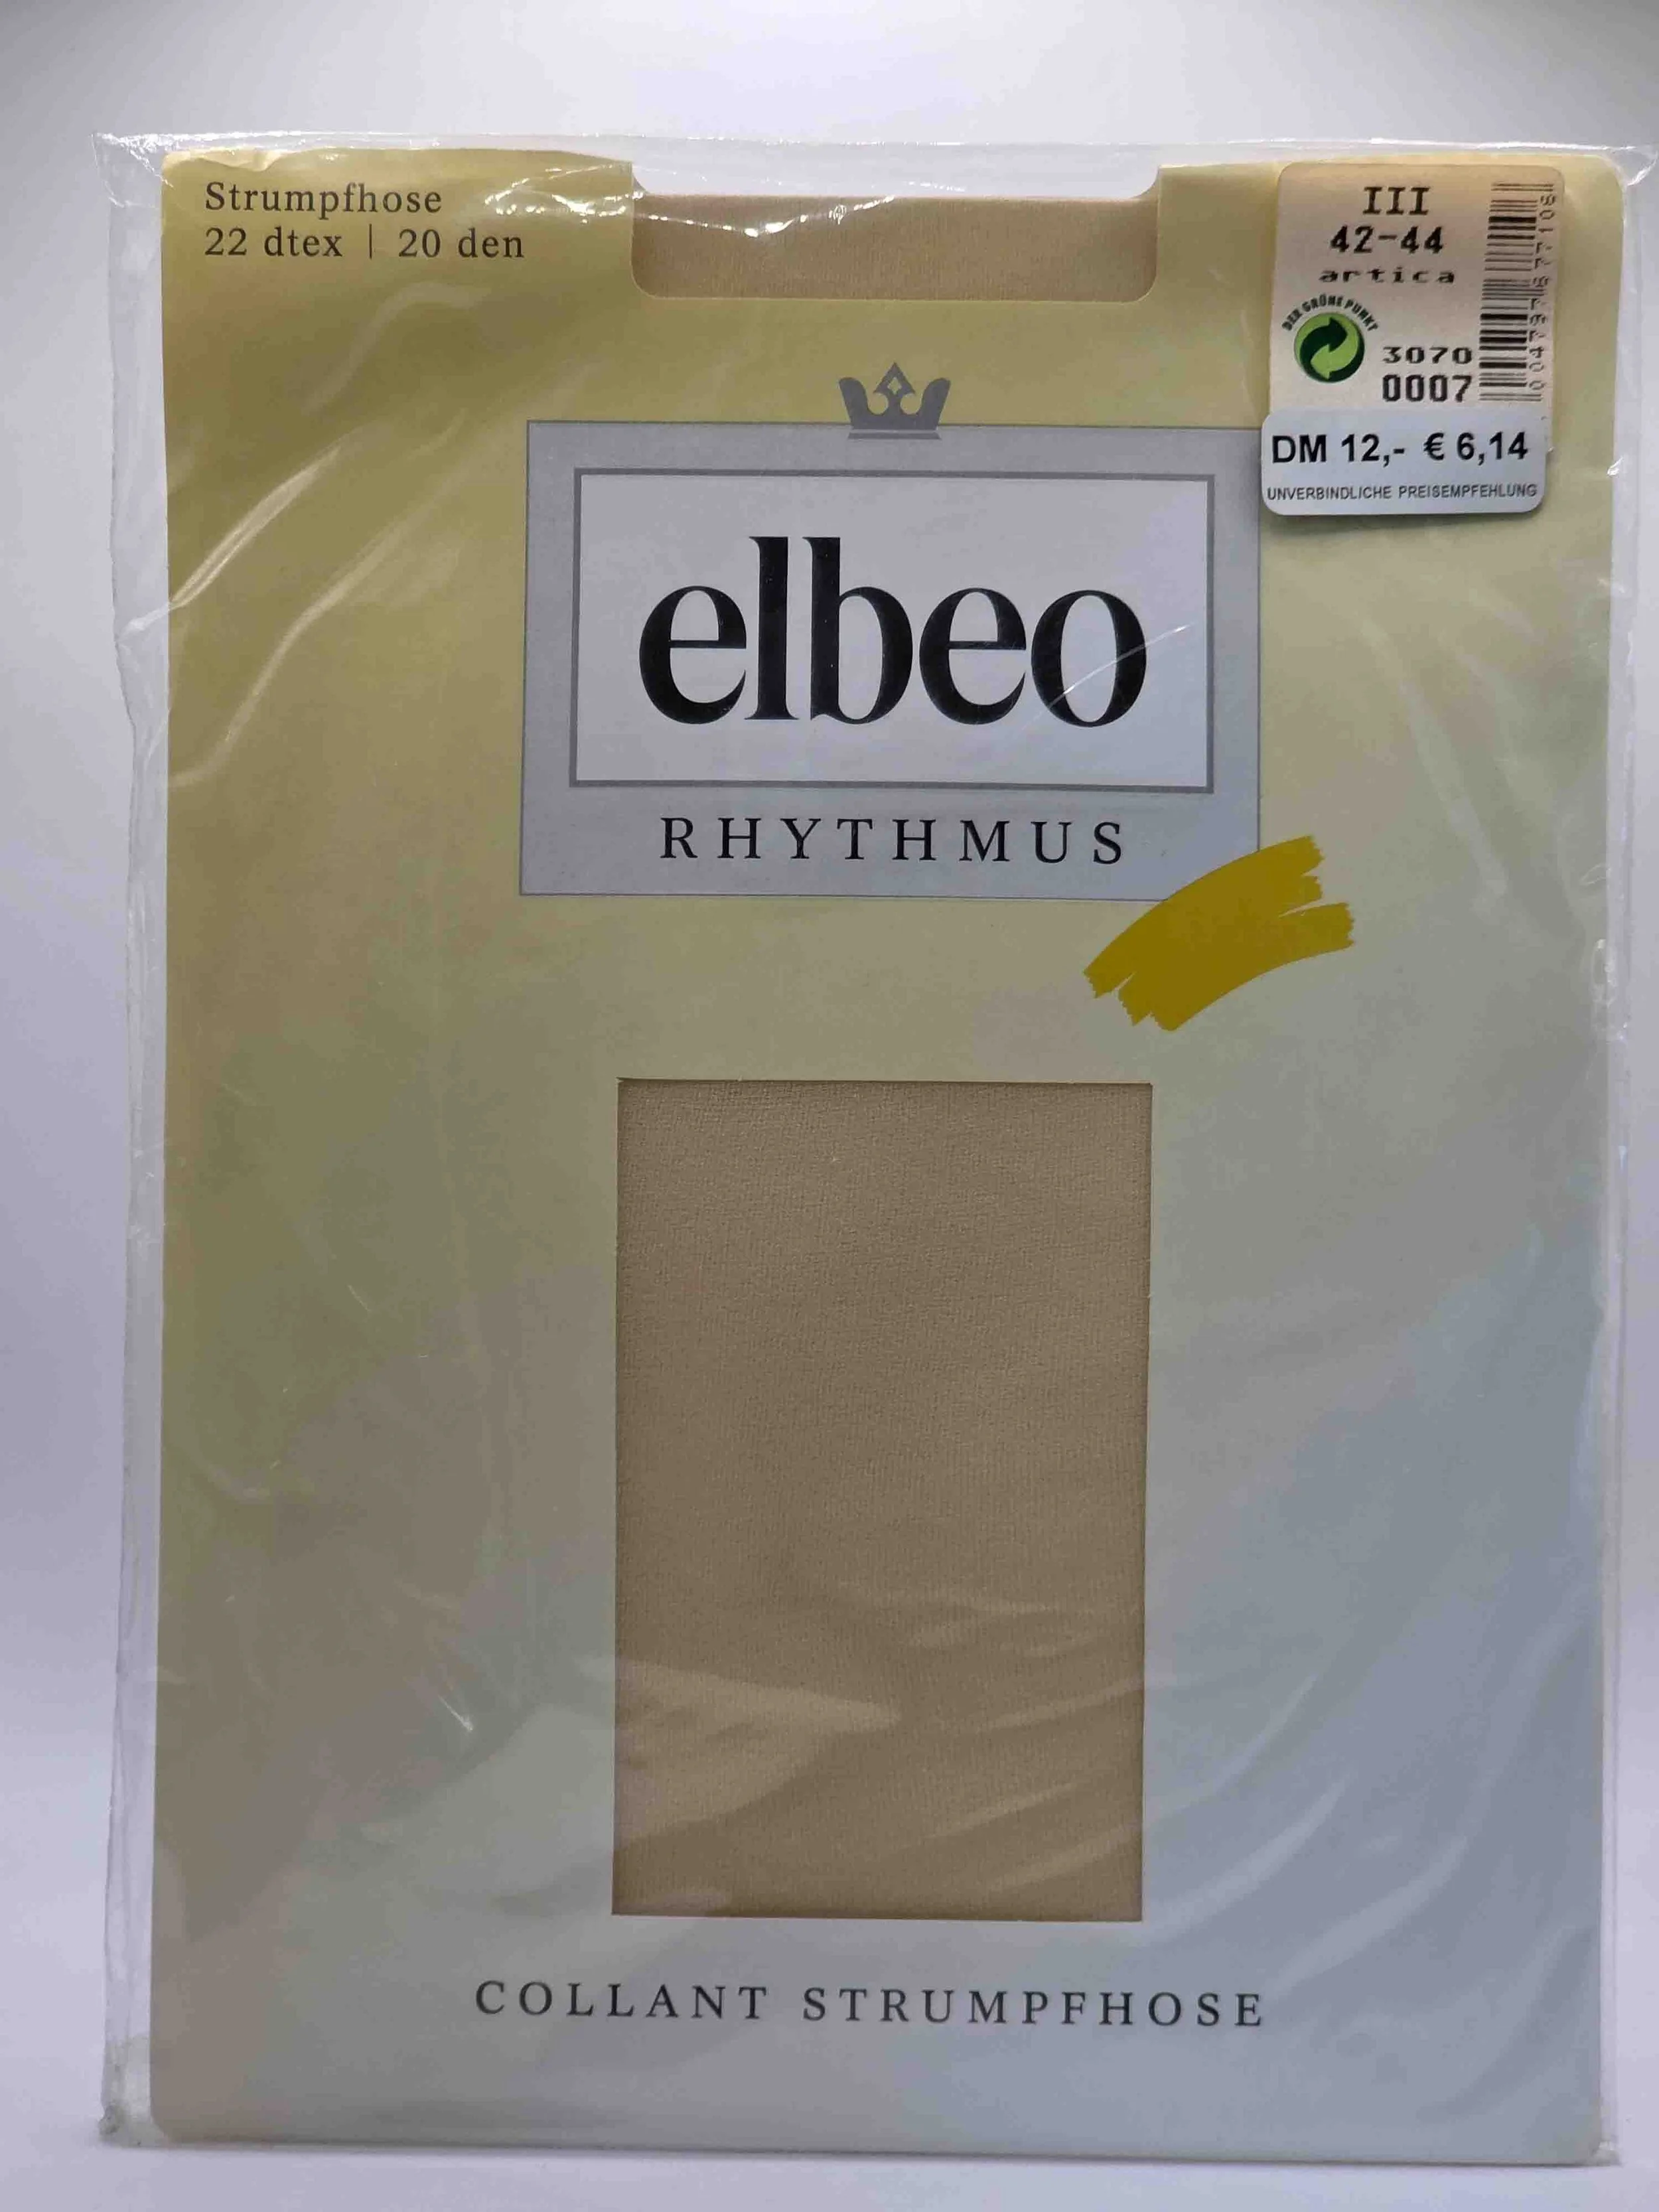 Strumpfhose
22 dtex | 20 den
III
42-44
artica
DER GRÜNE PUNKT
3070
0007
DM 12,- € 6,14
UNVERBINDLICHE PREISEMPFEHLUNG
elbeo
RHYTHMUS
COLLANT STRUMPFHOSE